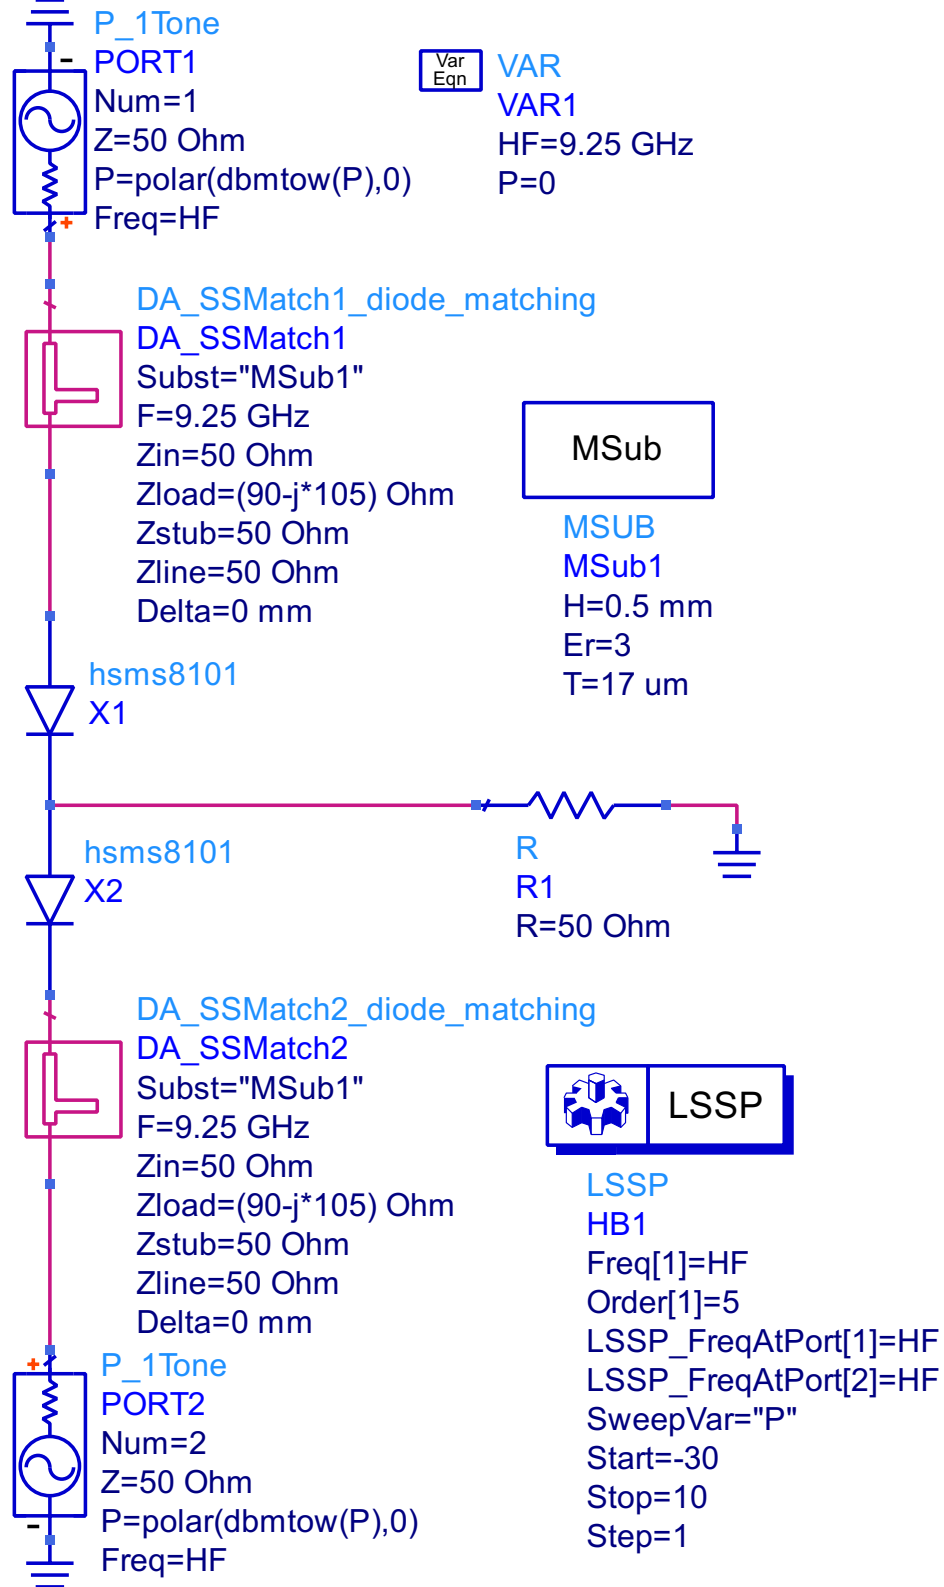 P_1Tone
PORT1
Num=1
Z=50 Ohm
P=polar(dbmtow(P),0)
Freq=HF
Var
Eqn
VAR
VAR1
HF=9.25 GHz
P=0
DA_SSMatch1_diode_matching
DA_SSMatch1
Subst="MSub1"
F=9.25 GHz
Zin=50 Ohm
Zload=(90-j*105) Ohm
Zstub=50 Ohm
Zline=50 Ohm
Delta=0 mm
MSub
MSUB
MSub1
H=0.5 mm
Er=3
T=17 um
hsms8101
X1
hsms8101
X2
R
R1
R=50 Ohm
DA_SSMatch2_diode_matching
DA_SSMatch2
Subst="MSub1"
F=9.25 GHz
Zin=50 Ohm
Zload=(90-j*105) Ohm
Zstub=50 Ohm
Zline=50 Ohm
Delta=0 mm
LSSP
LSSP
HB1
Freq[1]=HF
Order[1]=5
LSSP_FreqAtPort[1]=HF
LSSP_FreqAtPort[2]=HF
SweepVar="P"
Start=-30
Stop=10
Step=1
P_1Tone
PORT2
Num=2
Z=50 Ohm
P=polar(dbmtow(P),0)
Freq=HF